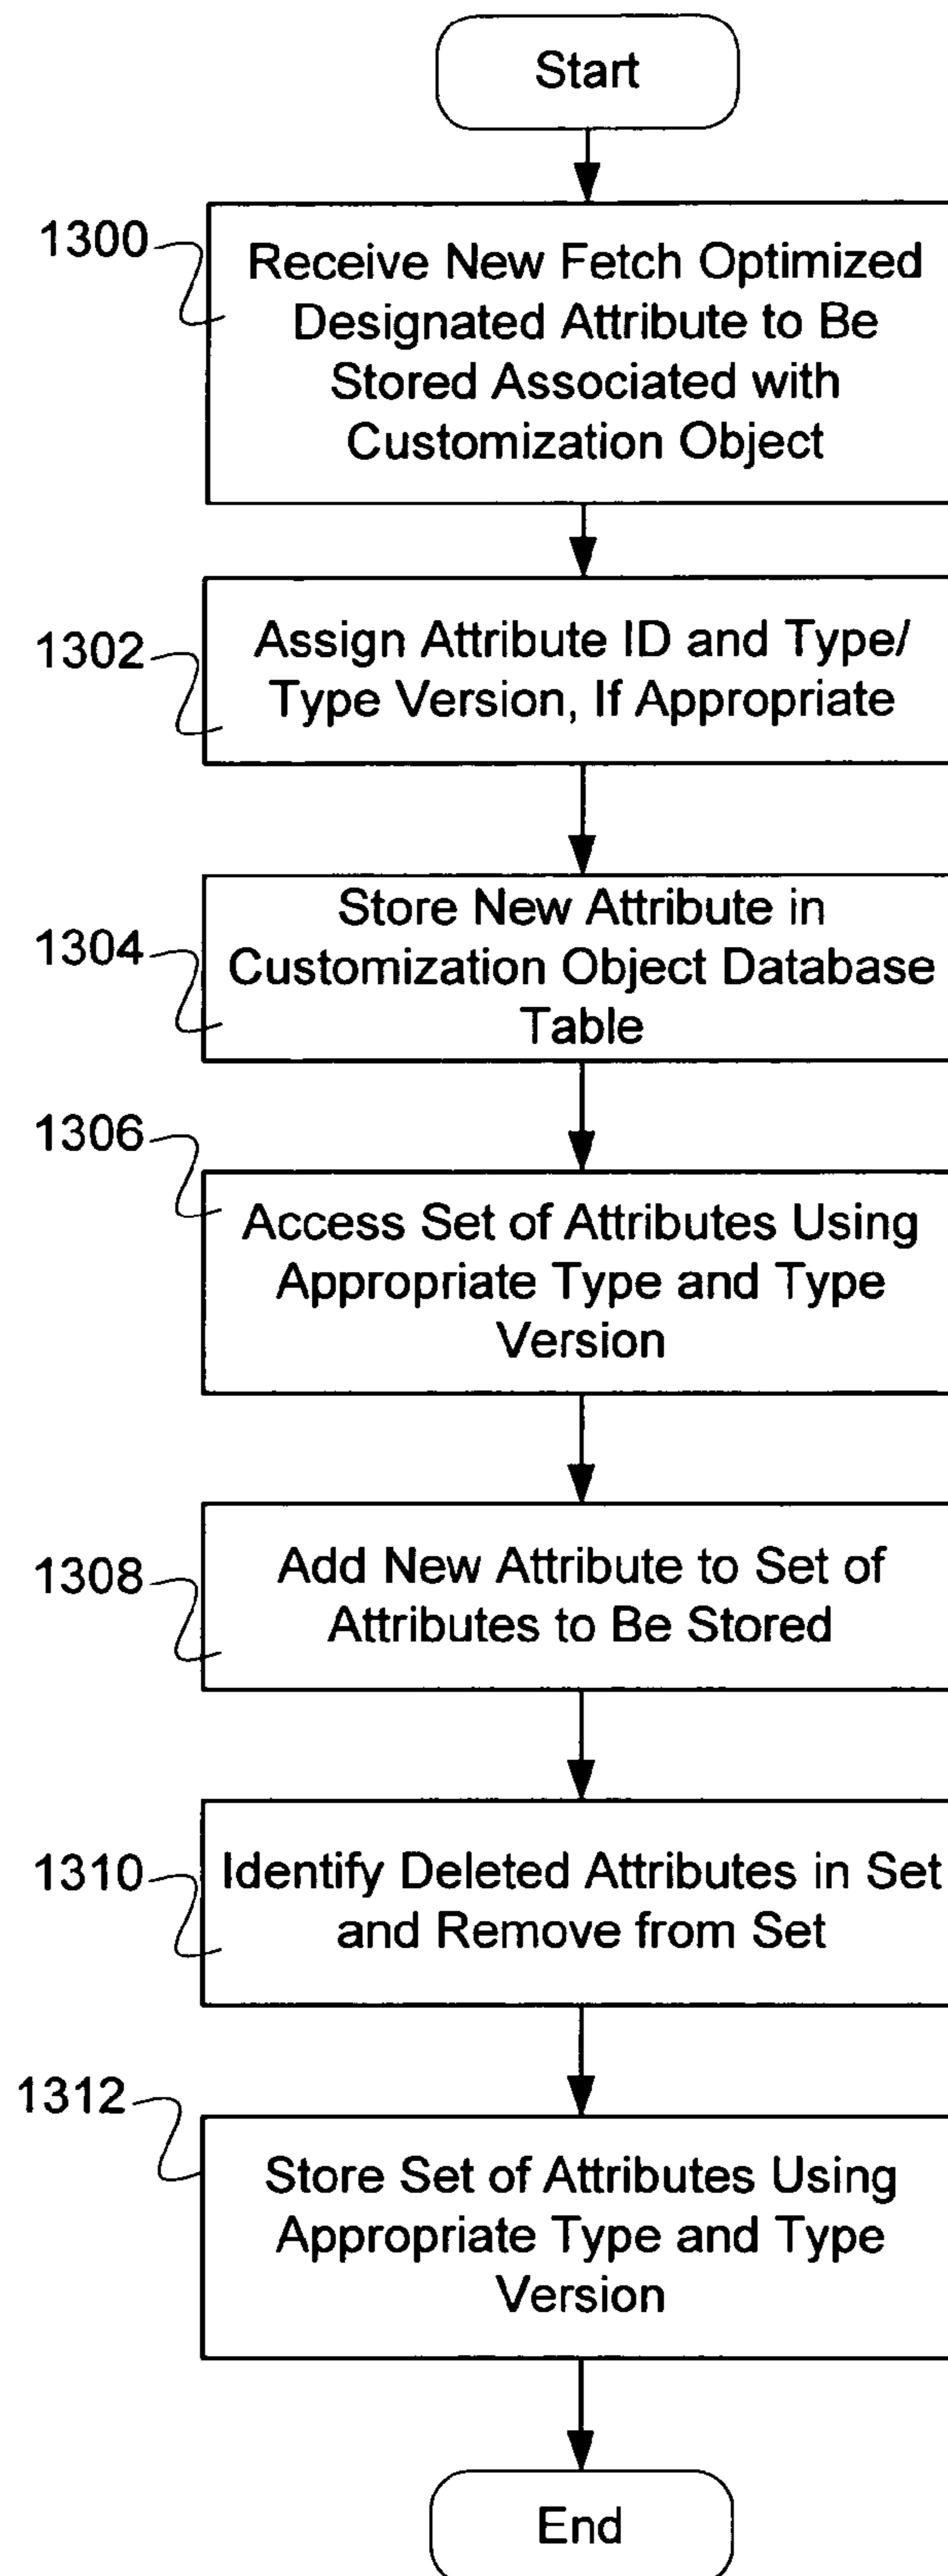 Start
1300
Receive New Fetch Optimized
Designated Attribute to Be
Stored Associated with
Customization Object
1302
Assign Attribute ID and Type/
Type Version, If Appropriate
1304
Store New Attribute in
Customization Object Database
Table
1306
Access Set of Attributes Using
Appropriate Type and Type
Version
1308
Add New Attribute to Set of
Attributes to Be Stored
1310
Identify Deleted Attributes in Set
and Remove from Set
1312
Store Set of Attributes Using
Appropriate Type and Type
Version
End